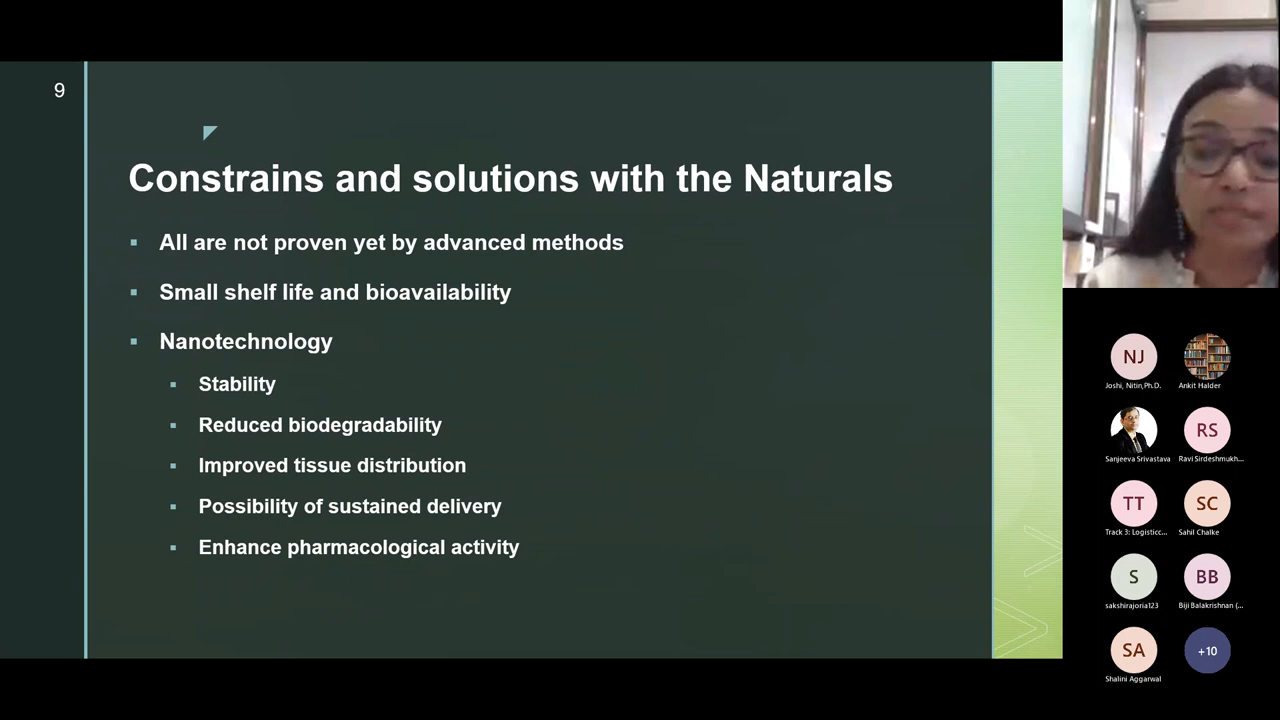 9
Constrains and solutions with the Naturals
All are not proven yet by advanced methods
Small shelf life and bioavailability
Nanotechnology
Stability
Reduced biodegradability
Improved tissue distribution
Possibility of sustained delivery
Enhance pharmacological activity
NJ
Joshi, Nitin,Ph.D.
Ankit Halder
Sanjeeva Srivastava
RS
Ravi Sirdeshmukh...
TT
Track 3: Logisticc...
SC
Sahil Chalke
S
sakshirajoria123
BB
Biji Balakrishnan (...
SA
Shalini Aggarwal
+10